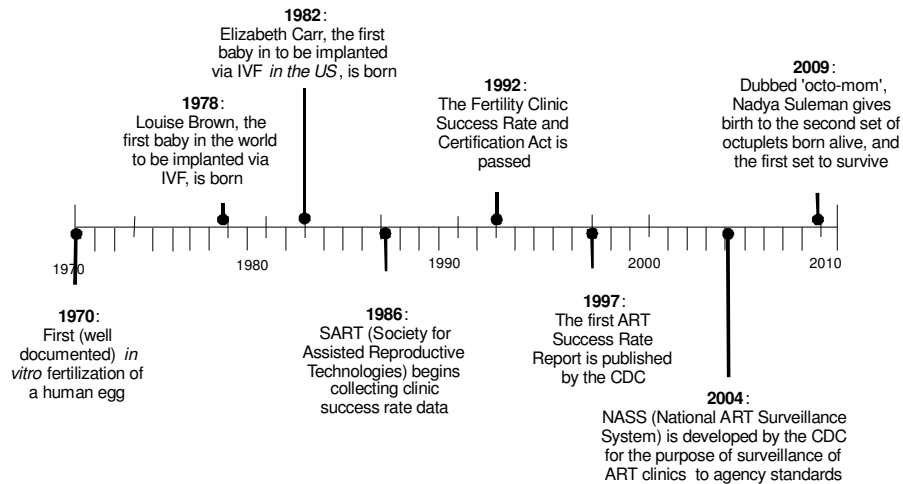 1982:
Elizabeth Carr, the first
baby in to be implanted
via IVF in the US, is born
1978:
Louise Brown, the
first baby in the world
to be implanted via
IVF, is born
1992:
The Fertility Clinic
Success Rate and
Certification Act is
passed
2009:
Dubbed 'octo-mom',
Nadya Suleman gives
birth to the second set of
octuplets born alive, and
the first set to survive
1970
1980
1990
2000
2010
1970:
First (well
documented) in
vitro fertilization of
a human egg
1986:
SART (Society for
Assisted Reproductive
Technologies) begins
collecting clinic
success rate data
1997:
The first ART
Success Rate
Report is published
by the CDC
2004:
NASS (National ART Surveillance
System) is developed by the CDC
for the purpose of surveillance of
ART clinics to agency standards